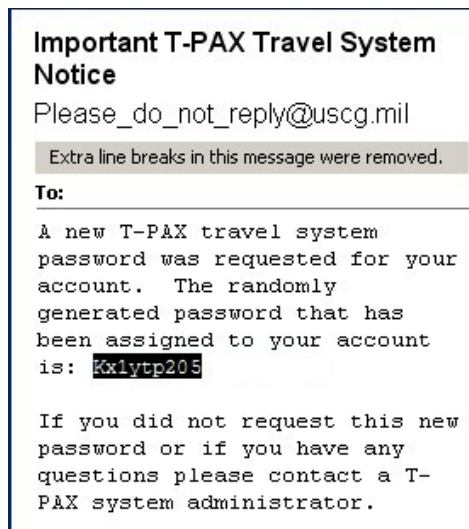 Important T-PAX Travel System
Notice
Please_do_not_reply@uscg.mil
Extra line breaks in this message were removed.
To:
A new T-PAX travel system
password was requested for your
account.  The randomly
generated password that has
been assigned to your account
is: Kx1ytp205
If you did not request this new
password or if you have any
questions please contact a T-
PAX system administrator.